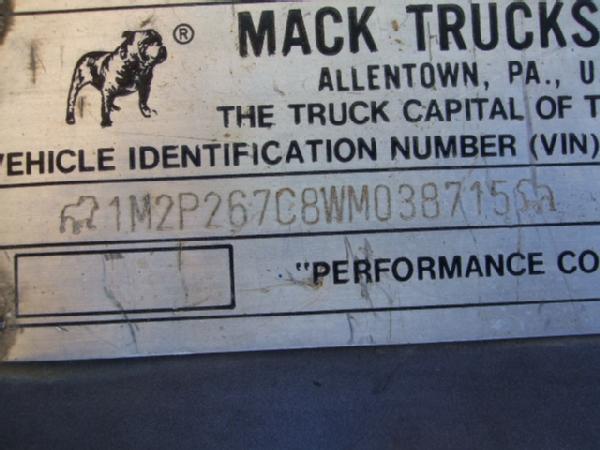 ®
MACK TRUCKS
ALLENTOWN, PA., U
THE TRUCK CAPITAL OF T
VEHICLE IDENTIFICATION NUMBER (VIN)
1M2P267C8WM038715
"PERFORMANCE CO